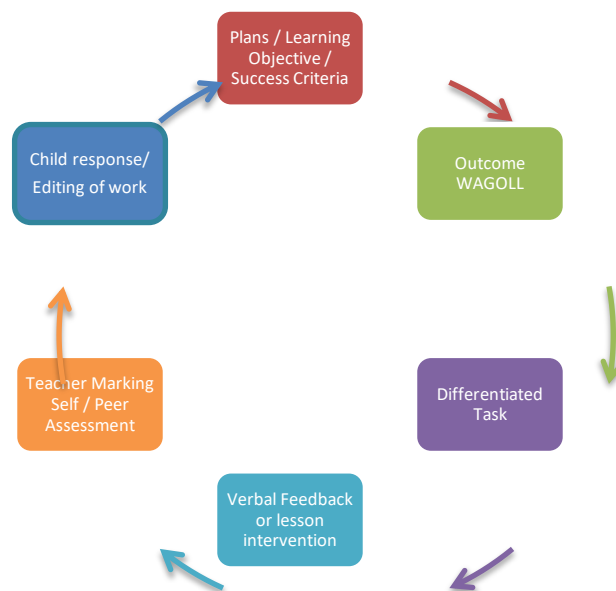 Plans / Learning
Objective /
Success Criteria
Outcome
WAGOLL
Differentiated
Task
Verbal Feedback
or lesson
intervention
Teacher Marking
Self / Peer
Assessment
Child response/
Editing of work